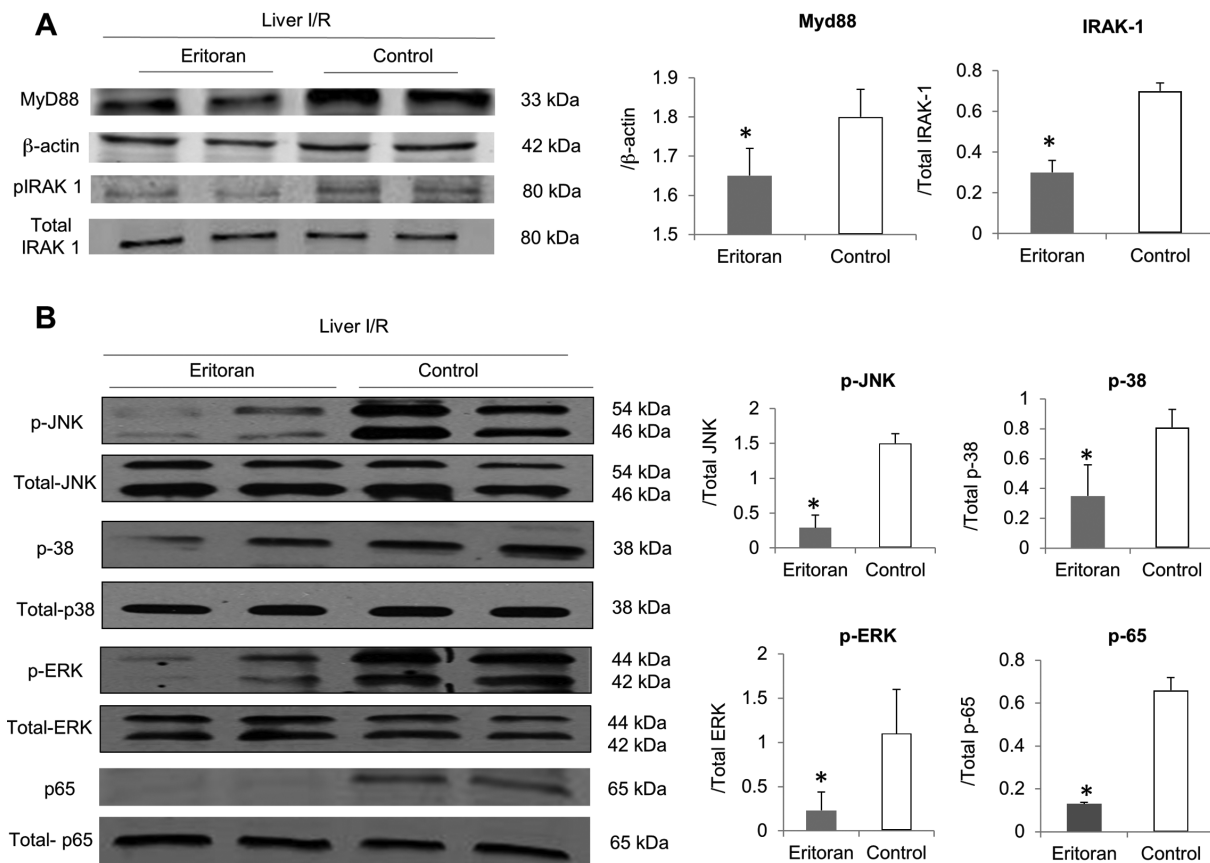 A
Liver I/R
Eritoran Control
MyD88 33 kDa
β-actin 42 kDa
pIRAK 1 80 kDa
Total
IRAK 1 80 kDa
Myd88
/β-actin
1.9
1.8
1.7
1.6
1.5
*
Eritoran Control
IRAK-1
/Total IRAK-1
0.8
0.6
0.4
0.2
0
*
Eritoran Control
B
Liver I/R
Eritoran Control
p-JNK 54 kDa
46 kDa
Total-JNK 54 kDa
46 kDa
p-38 38 kDa
Total-p38 38 kDa
p-ERK 44 kDa
42 kDa
Total-ERK 44 kDa
42 kDa
p65 65 kDa
Total- p65 65 kDa
p-JNK
/Total JNK
2
1.5
1
0.5
0
*
Eritoran Control
p-38
/Total p-38
1
0.8
0.6
0.4
0.2
0
*
Eritoran Control
p-ERK
/Total ERK
2
1.5
1
0.5
0
*
Eritoran Control
p-65
/Total p-65
0.8
0.6
0.4
0.2
0
*
Eritoran Control